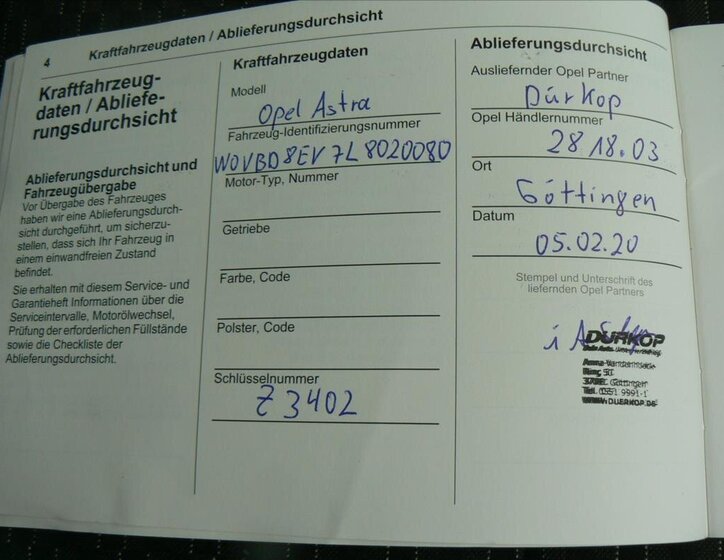 4 Kraftfahrzeugdaten / Ablieferungsdurchsicht
Kraftfahrzeug-
daten / Abliefe-
rungsdurchsicht
Ablieferungsdurchsicht und
Fahrzeugübergabe
Vor Übergabe des Fahrzeuges
haben wir eine Ablieferungsdurch-
sicht durchgeführt, um sicherzu-
stellen, dass sich Ihr Fahrzeug in
einem einwandfreien Zustand
befindet.
Sie erhalten mit diesem Service- und
Garantieheft Informationen über die
Serviceintervalle, Motorölwechsel,
Prüfung der erforderlichen Füllstände
sowie die Checkliste der
Ablieferungsdurchsicht.
Kraftfahrzeugdaten
Modell
Opel Astra
Fahrzeug-Identifizierungsnummer
W0VBD8EV7L8020080
Motor-Typ, Nummer
Getriebe
Farbe, Code
Polster, Code
Schlüsselnummer
Z3402
Ablieferungsdurchsicht
Ausliefernder Opel Partner
Dürkop
Opel Händlernummer
28 18.03
Ort
Göttingen
Datum
05.02.20
Stempel und Unterschrift des
liefernden Opel Partners
i A
DÜRKOP
Ring
Göttingen
Tel. 0551 9991-1
WWW.DUERKOP.DE